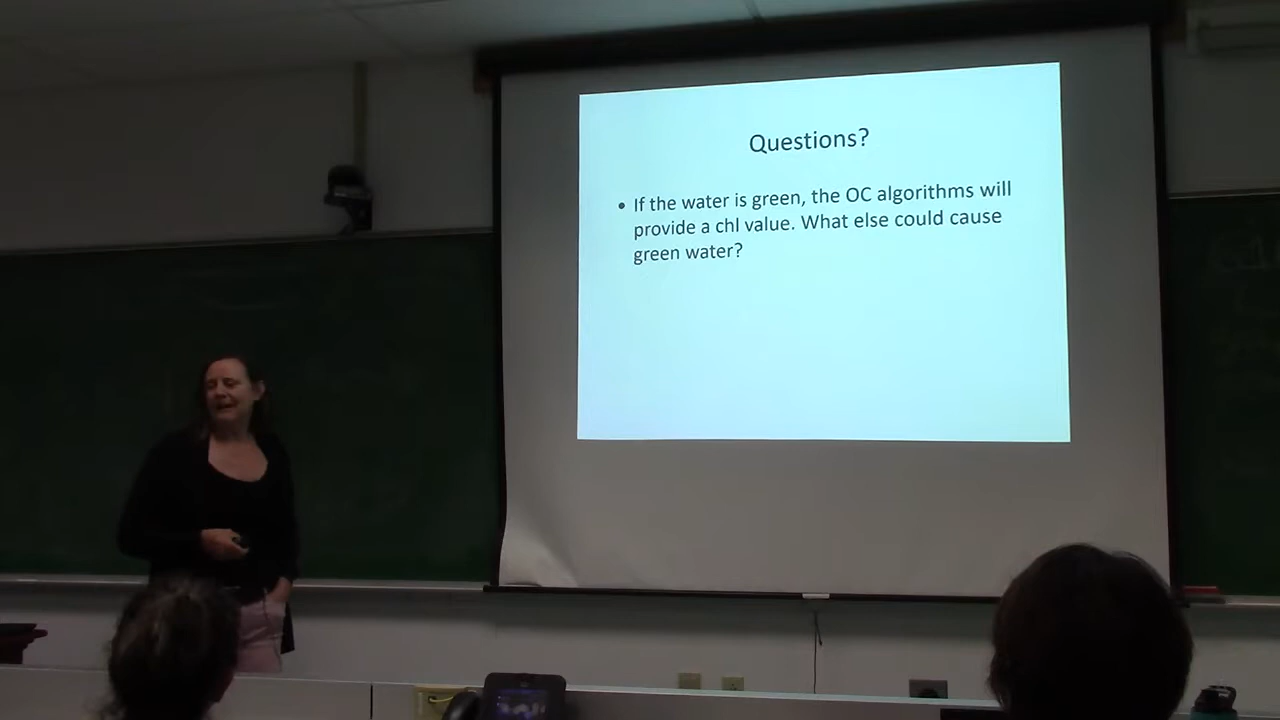 Questions?
• If the water is green, the OC algorithms will
provide a chl value. What else could cause
green water?